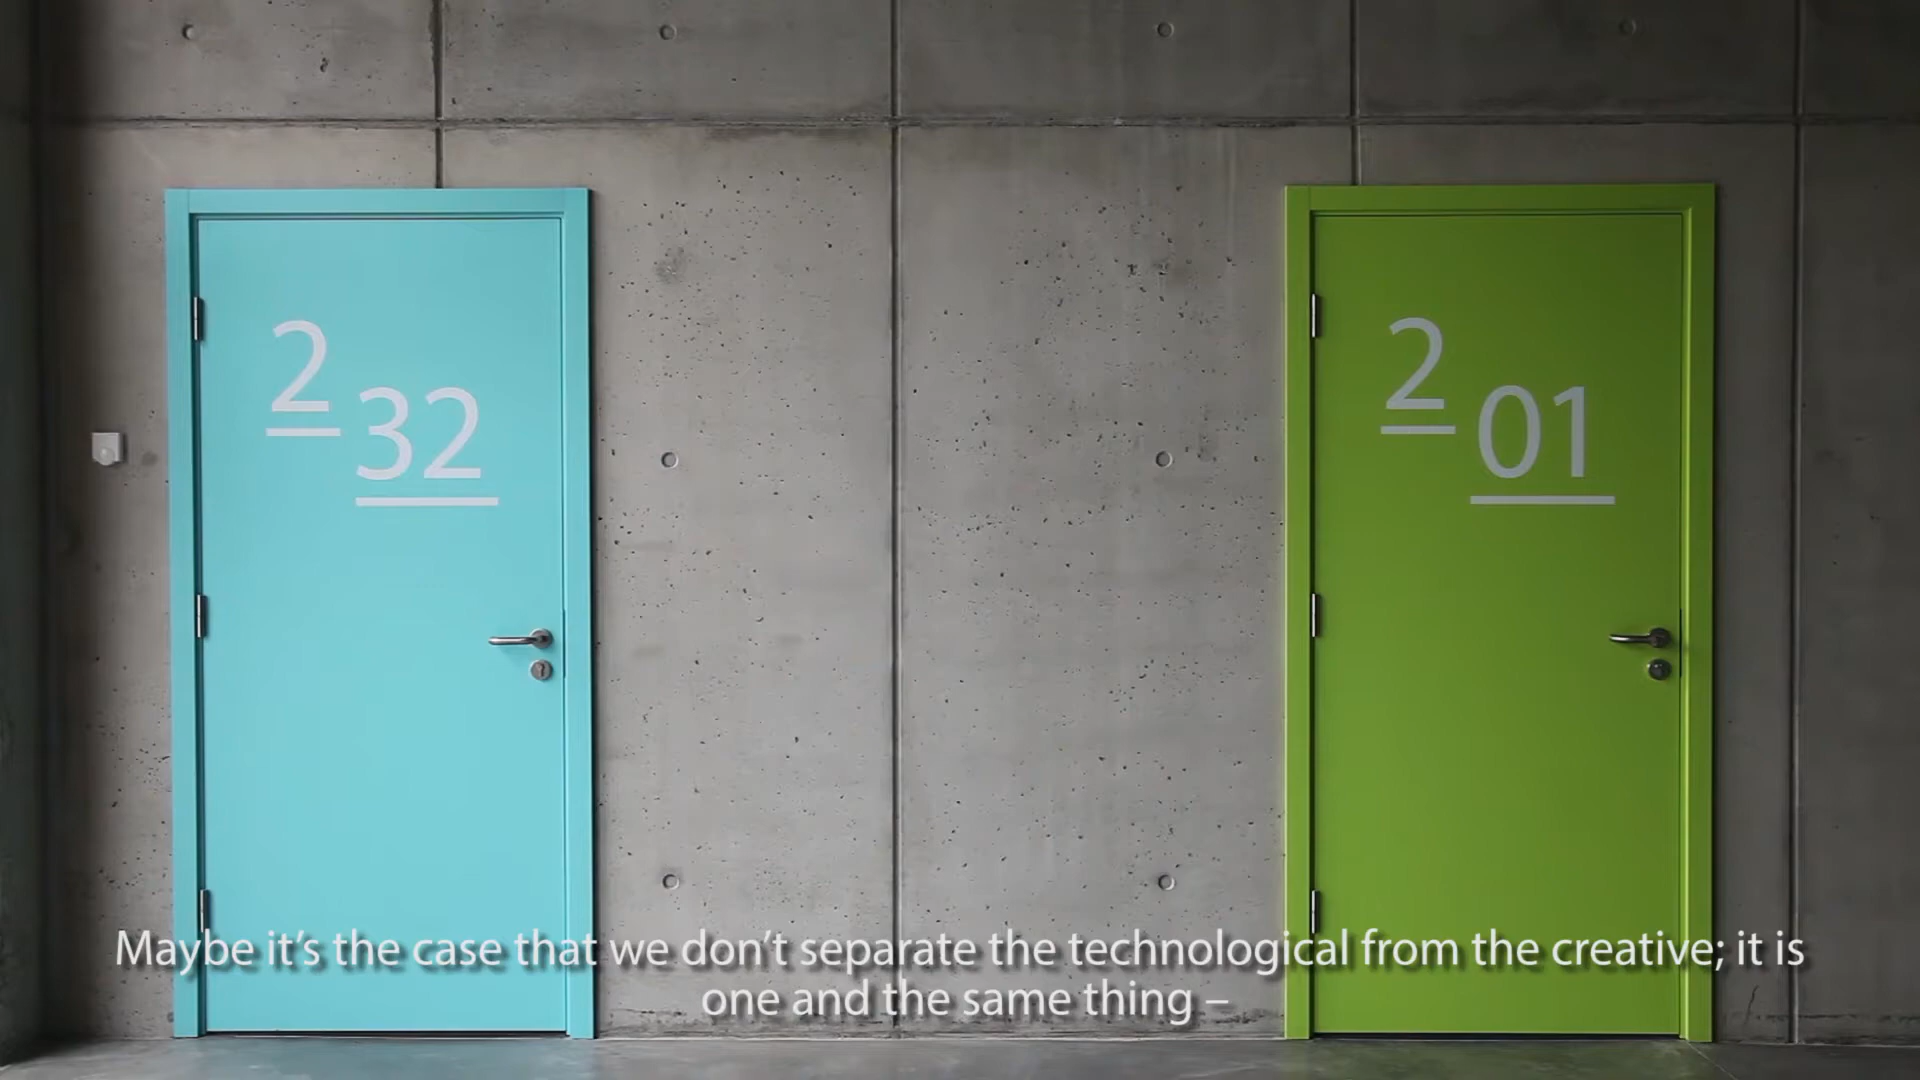 2
32
2
01
Maybe it’s the case that we don’t separate the technological from the creative; it is
one and the same thing –